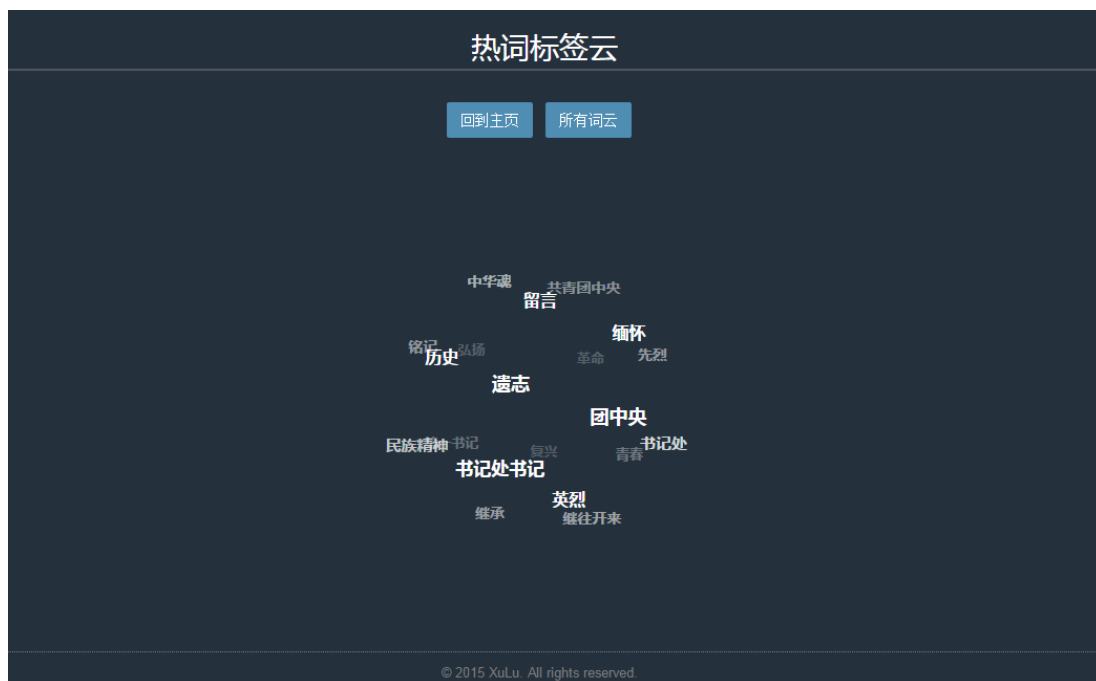 热词标签云
回到主页 所有词云
中华魂 共青团中央
留言
缅怀
铭记 弘扬 革命 先烈
历史
遗志
团中央
民族精神 书记 复兴 青春 书记处
书记处书记
英烈
继承 继往开来
© 2015 XuLu. All rights reserved.